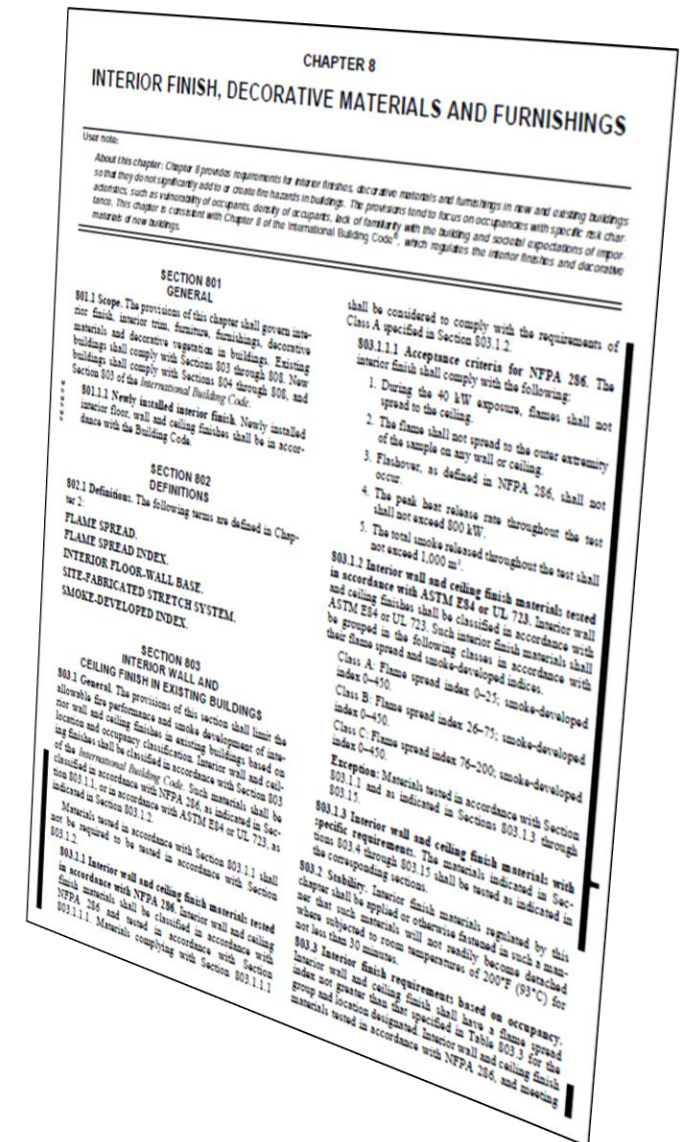 CHAPTER 8
INTERIOR FINISH, DECORATIVE MATERIALS AND FURNISHINGS
User note:
About this chapter: Chapter 8 provides requirements for interior finishes, decorative materials and furnishings in new and existing buildings
so that they do not significantly add to or create fire hazards in buildings. The provisions tend to focus on occupancies with specific risk char-
acteristics, such as vulnerability of occupants, density of occupants, lack of familiarity with the building and societal expectations of impor-
tance. This chapter is consistent with Chapter 8 of the International Building Code®, which regulates the interior finishes and decorative
materials of new buildings.
SECTION 801
GENERAL
801.1 Scope. The provisions of this chapter shall govern inte-
rior finish, interior trim, furniture, furnishings, decorative
materials and decorative vegetation in buildings. Existing
buildings shall comply with Sections 803 through 808. New
buildings shall comply with Sections 804 through 808, and
Section 803 of the International Building Code.
801.1.1 Newly installed interior finish. Newly installed
interior floor, wall and ceiling finishes shall be in accor-
dance with the Building Code.
SECTION 802
DEFINITIONS
802.1 Definitions. The following terms are defined in Chap-
ter 2:
FLAME SPREAD.
FLAME SPREAD INDEX.
INTERIOR FLOOR-WALL BASE.
SITE-FABRICATED STRETCH SYSTEM.
SMOKE-DEVELOPED INDEX.
SECTION 803
INTERIOR WALL AND
CEILING FINISH IN EXISTING BUILDINGS
803.1 General. The provisions of this section shall limit the
allowable fire performance and smoke development of inte-
rior wall and ceiling finishes in existing buildings based on
location and occupancy classification. Interior wall and ceil-
ing finishes shall be classified in accordance with Section 803
of the International Building Code. Such materials shall be
classified in accordance with NFPA 286, as indicated in Sec-
tion 803.1.1, or in accordance with ASTM E84 or UL 723, as
indicated in Section 803.1.2.
Materials tested in accordance with Section 803.1.1 shall
not be required to be tested in accordance with Section
803.1.2.
803.1.1 Interior wall and ceiling finish materials tested
in accordance with NFPA 286. Interior wall and ceiling
finish materials shall be classified in accordance with
NFPA 286 and tested in accordance with Section
803.1.1.1. Materials complying with Section 803.1.1.1
shall be considered to comply with the requirements of
Class A specified in Section 803.1.2.
803.1.1.1 Acceptance criteria for NFPA 286. The
interior finish shall comply with the following:
1. During the 40 kW exposure, flames shall not
spread to the ceiling.
2. The flame shall not spread to the outer extremity
of the sample on any wall or ceiling.
3. Flashover, as defined in NFPA 286, shall not
occur.
4. The peak heat release rate throughout the test
shall not exceed 800 kW.
5. The total smoke released throughout the test shall
not exceed 1,000 m².
803.1.2 Interior wall and ceiling finish materials tested
in accordance with ASTM E84 or UL 723. Interior wall
and ceiling finishes shall be classified in accordance with
ASTM E84 or UL 723. Such interior finish materials shall
be grouped in the following classes in accordance with
their flame spread and smoke-developed indices.
Class A: Flame spread index 0–25; smoke-developed
index 0–450.
Class B: Flame spread index 26–75; smoke-developed
index 0–450.
Class C: Flame spread index 76–200; smoke-developed
index 0–450.
Exception: Materials tested in accordance with Section
803.1.1 and as indicated in Sections 803.1.3 through
803.15.
803.1.3 Interior wall and ceiling finish materials with
specific requirements. The materials indicated in Sec-
tions 803.4 through 803.15 shall be tested as indicated in
the corresponding sections.
803.2 Stability. Interior finish materials regulated by this
chapter shall be applied or otherwise fastened in such a man-
ner that such materials will not readily become detached
where subjected to room temperatures of 200°F (93°C) for
not less than 30 minutes.
803.3 Interior finish requirements based on occupancy.
Interior wall and ceiling finish shall have a flame spread
index not greater than that specified in Table 803.3 for the
group and location designated. Interior wall and ceiling finish
materials tested in accordance with NFPA 286, and meeting